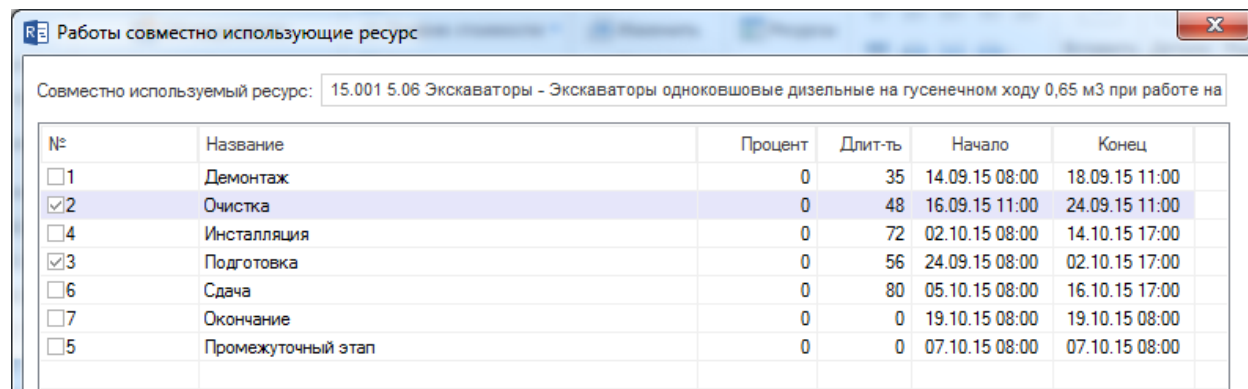 Работы совместно использующие ресурс
Совместно используемый ресурс: 15.001 5.06 Экскаваторы - Экскаваторы одноковшовые дизельные на гусенечном ходу 0,65 м3 при работе на
№ Название Процент Длит-ть Начало Конец
1 Демонтаж 0 35 14.09.15 08:00 18.09.15 11:00
2 Очистка 0 48 16.09.15 11:00 24.09.15 11:00
4 Инсталляция 0 72 02.10.15 08:00 14.10.15 17:00
3 Подготовка 0 56 24.09.15 08:00 02.10.15 17:00
6 Сдача 0 80 05.10.15 08:00 16.10.15 17:00
7 Окончание 0 0 19.10.15 08:00 19.10.15 08:00
5 Промежуточный этап 0 0 07.10.15 08:00 07.10.15 08:00